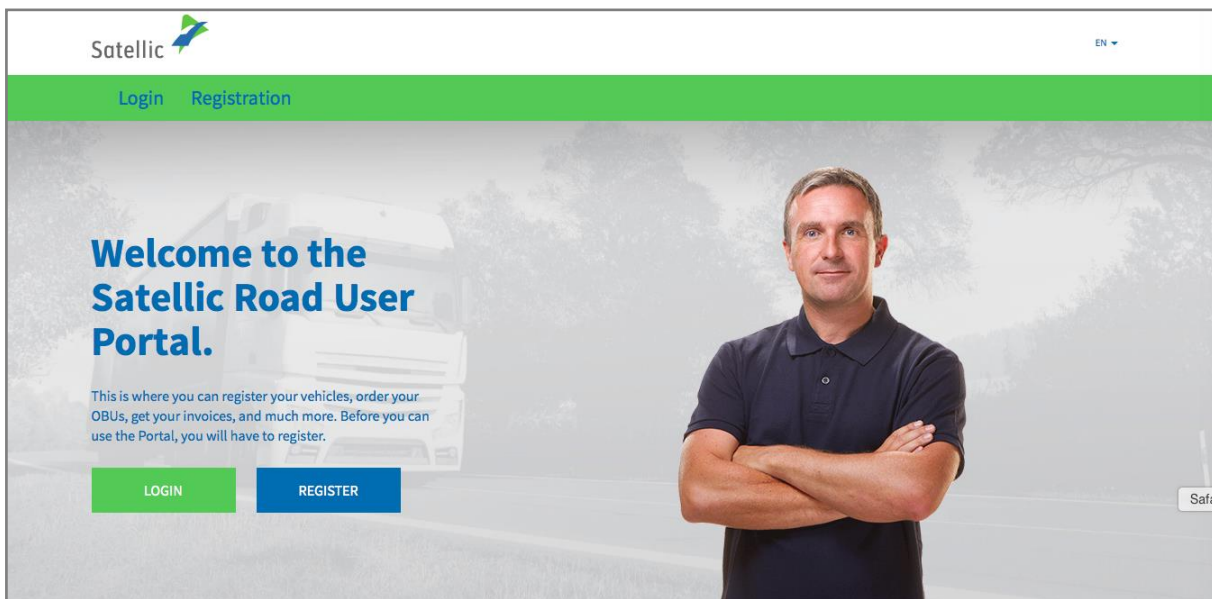 Satellic
EN
Login Registration
Welcome to the
Satellic Road User
Portal.
This is where you can register your vehicles, order your
OBUs, get your invoices, and much more. Before you can
use the Portal, you will have to register.
LOGIN REGISTER